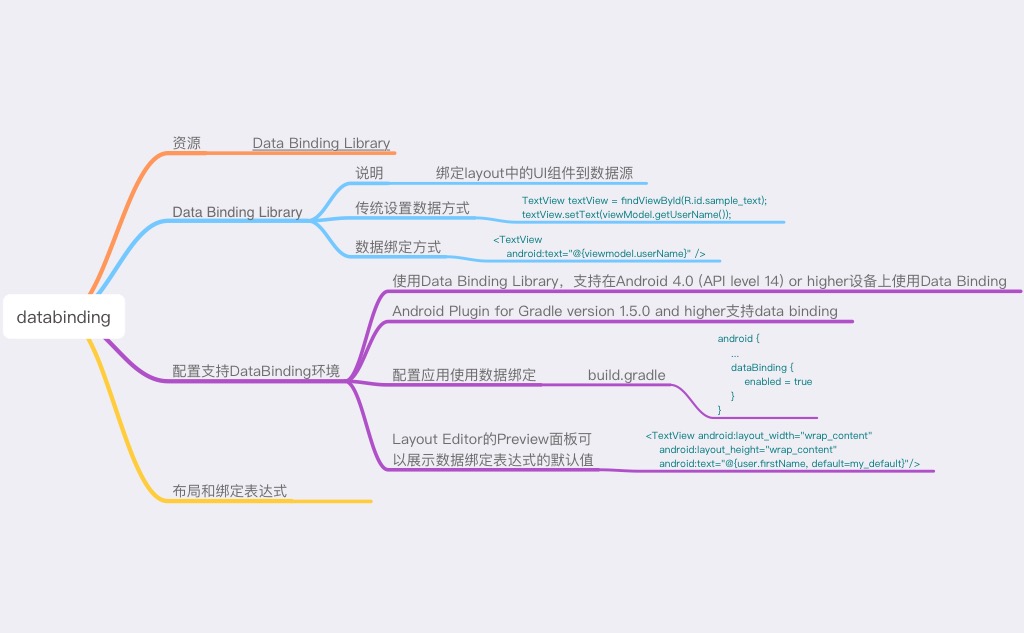 databinding
资源
Data Binding Library
Data Binding Library
说明
绑定layout中的UI组件到数据源
传统设置数据方式
TextView textView = findViewById(R.id.sample_text);
textView.setText(viewModel.getUserName());
数据绑定方式
<TextView
android:text="@{viewmodel.userName}" />
配置支持DataBinding环境
使用Data Binding Library，支持在Android 4.0 (API level 14) or higher设备上使用Data Binding
Android Plugin for Gradle version 1.5.0 and higher支持data binding
配置应用使用数据绑定
build.gradle
android {
...
dataBinding {
enabled = true
}
}
Layout Editor的Preview面板可
以展示数据绑定表达式的默认值
<TextView android:layout_width="wrap_content"
android:layout_height="wrap_content"
android:text="@{user.firstName, default=my_default}"/>
布局和绑定表达式